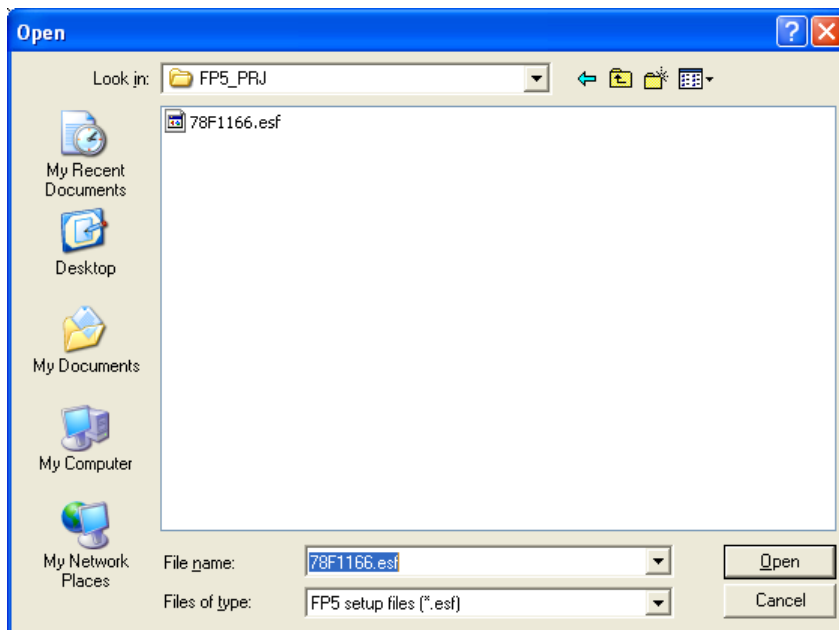 Open
Look in:
FP5_PRJ
78F1166.esf
My Recent
Documents
Desktop
My Documents
My Computer
My Network
Places
File name:
78F1166.esf
Open
Files of type:
FP5 setup files (*.esf)
Cancel